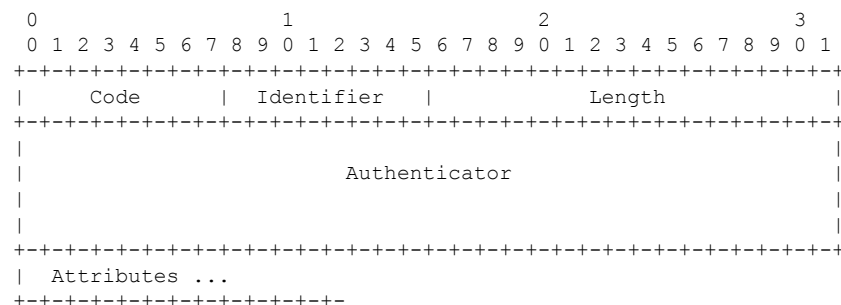 0                   1                   2                   3
 0 1 2 3 4 5 6 7 8 9 0 1 2 3 4 5 6 7 8 9 0 1 2 3 4 5 6 7 8 9 0 1
+-+-+-+-+-+-+-+-+-+-+-+-+-+-+-+-+-+-+-+-+-+-+-+-+-+-+-+-+-+-+-+-+
|     Code      |  Identifier   |            Length             |
+-+-+-+-+-+-+-+-+-+-+-+-+-+-+-+-+-+-+-+-+-+-+-+-+-+-+-+-+-+-+-+-+
|                                                               |
|                         Authenticator                         |
|                                                               |
|                                                               |
+-+-+-+-+-+-+-+-+-+-+-+-+-+-+-+-+-+-+-+-+-+-+-+-+-+-+-+-+-+-+-+-+
|  Attributes ...
+-+-+-+-+-+-+-+-+-+-+-+-+-